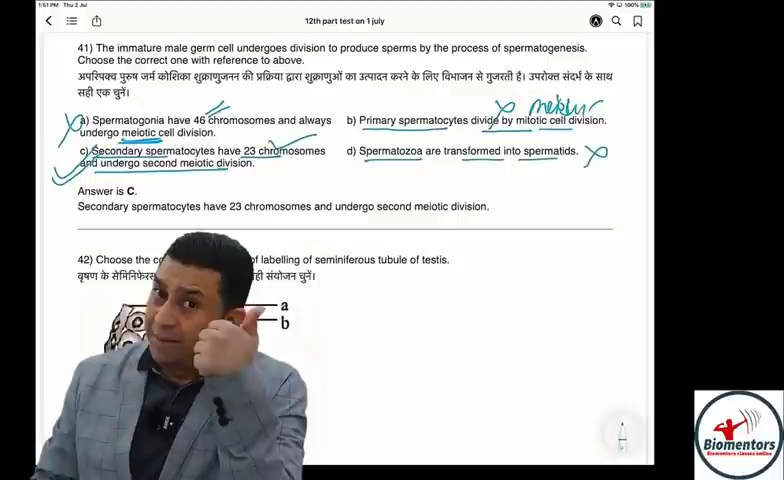 1:51 PM Thu 2 Jul
100%
12th part test on 1 july
41) The immature male germ cell undergoes division to produce sperms by the process of spermatogenesis.
Choose the correct one with reference to above.
अपरिपक्व पुरुष जर्म कोशिका शुक्राणुजनन की प्रक्रिया द्वारा शुक्राणुओं का उत्पादन करने के लिए विभाजन से गुजरती है। उपरोक्त संदर्भ के साथ
सही एक चुनें।
a) Spermatogonia have 46 chromosomes and always
undergo meiotic cell division.
b) Primary spermatocytes divide by mitotic cell division.
c) Secondary spermatocytes have 23 chromosomes
and undergo second meiotic division.
d) Spermatozoa are transformed into spermatids.
Answer is C.
Secondary spermatocytes have 23 chromosomes and undergo second meiotic division.
42) Choose the of labelling of seminiferous tubule of testis.
वृषण के सही संयोजन चुनें।
a
b
Biomentors
Biomentors classes online